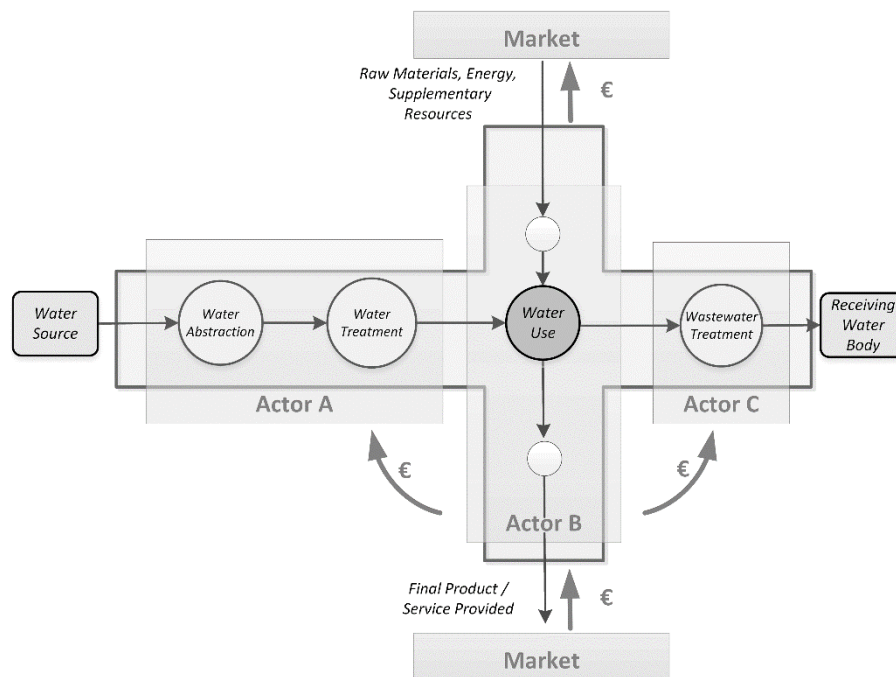 Market
Raw Materials, Energy,
Supplementary
Resources
€
Water
Source
Water
Abstraction
Water
Treatment
Water
Use
Wastewater
Treatment
Receiving
Water
Body
Actor A
Actor C
€
€
Actor B
Final Product /
Service Provided
€
Market